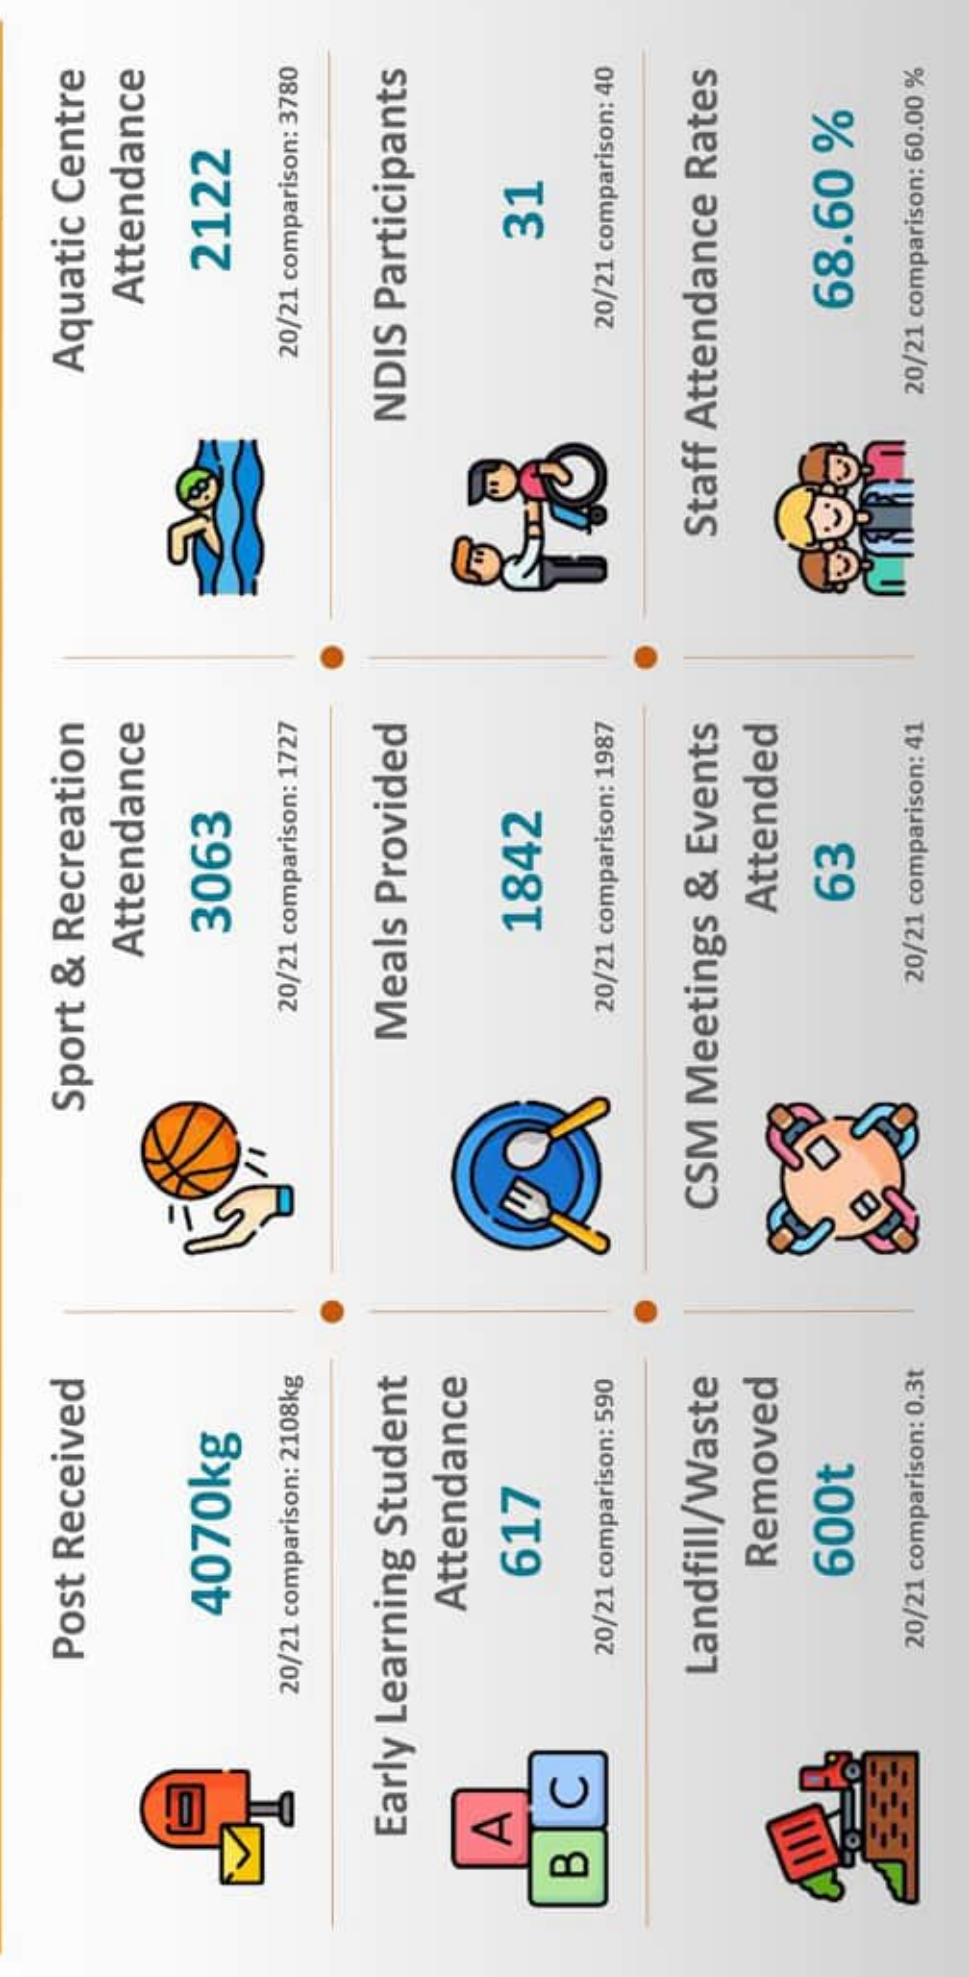 Post Received
4070kg
20/21 comparison: 2108kg
Sport & Recreation
Attendance
3063
20/21 comparison: 1727
Aquatic Centre
Attendance
2122
20/21 comparison: 3780
Early Learning Student
Attendance
617
20/21 comparison: 590
A
B
C
Meals Provided
1842
20/21 comparison: 1987
NDIS Participants
31
20/21 comparison: 40
Landfill/Waste
Removed
600t
20/21 comparison: 0.3t
CSM Meetings & Events
Attended
63
20/21 comparison: 41
Staff Attendance Rates
68.60 %
20/21 comparison: 60.00 %